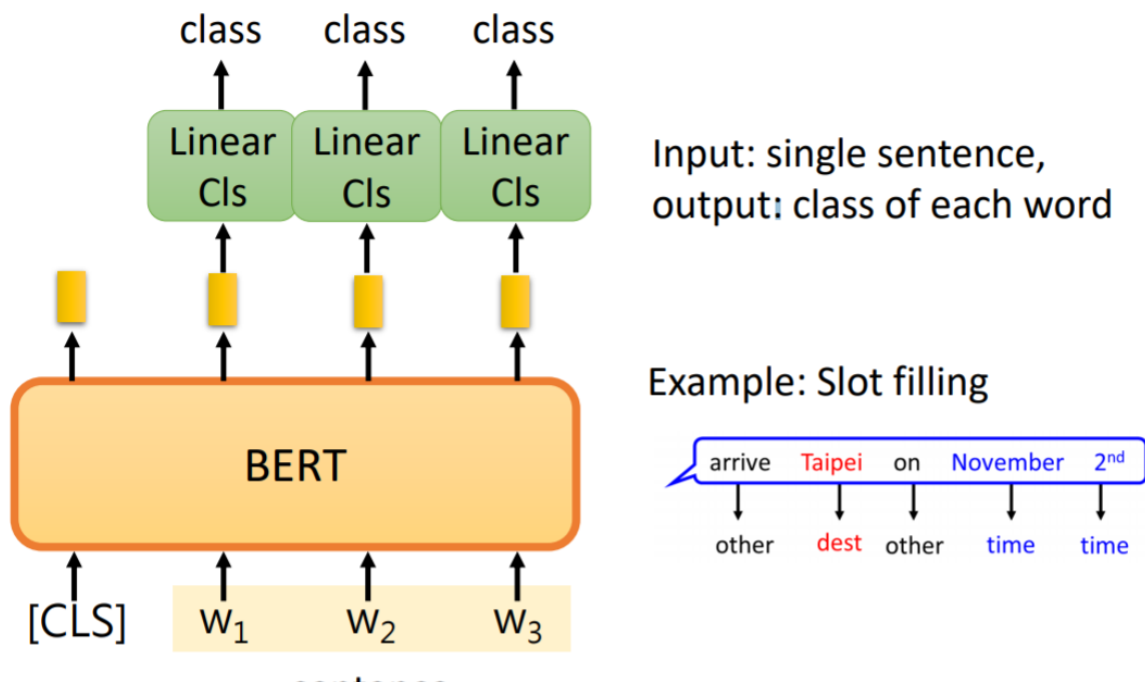 class class class
Linear Cls
Linear Cls
Linear Cls
Input: single sentence,
output: class of each word
BERT
Example: Slot filling
arrive Taipei on November 2nd
other dest other time time
[CLS] w1 w2 w3